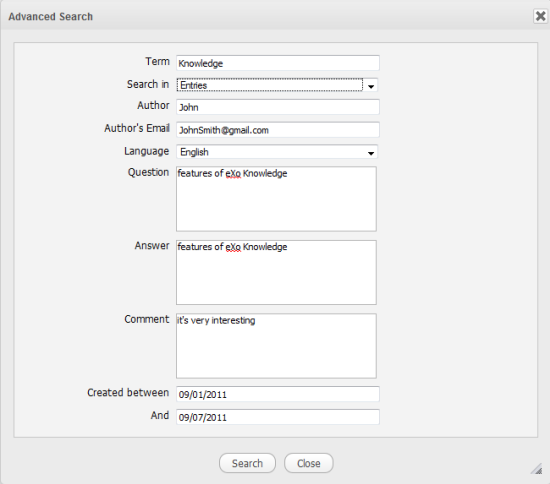 Advanced Search
Term Knowledge
Search in Entries
Author John
Author's Email JohnSmith@gmail.com
Language English
Question features of eXo Knowledge
Answer features of eXo Knowledge
Comment it's very interesting
Created between 09/01/2011
And 09/07/2011
Search Close